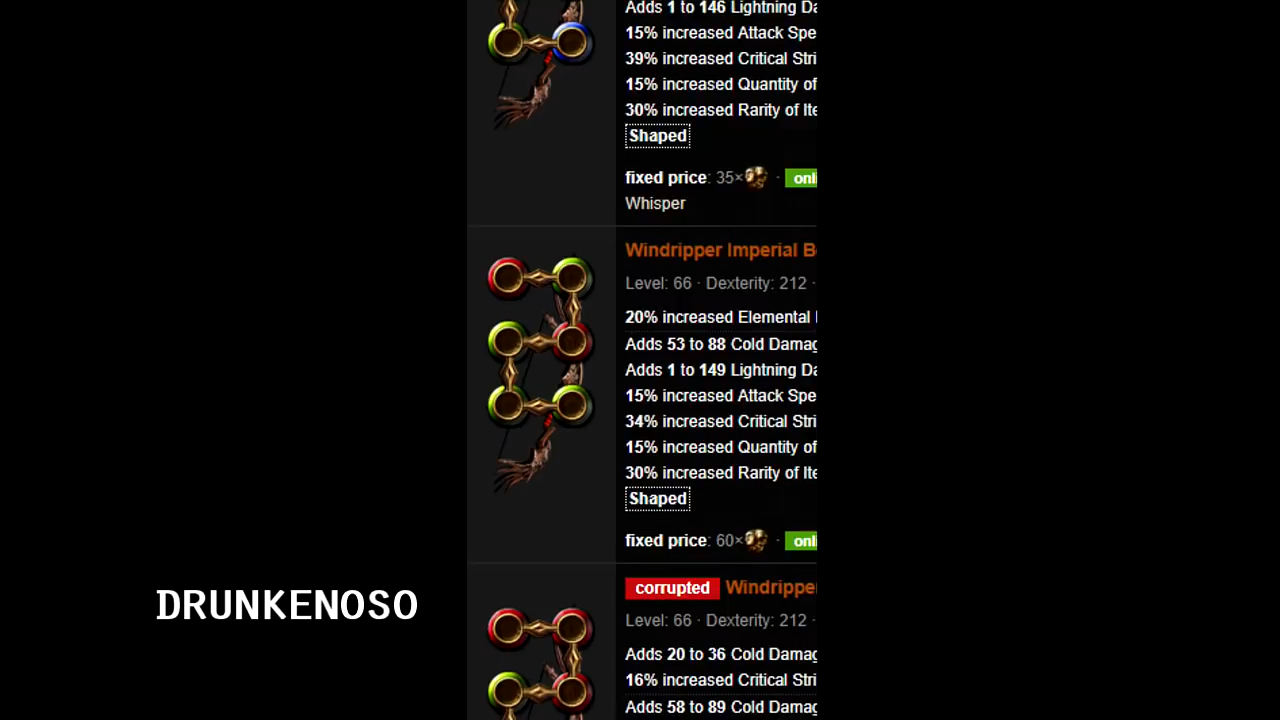 Adds 1 to 146 Lightning Da
15% increased Attack Spe
39% increased Critical Stri
15% increased Quantity of
30% increased Rarity of Ite
Shaped
fixed price: 35× · onli
Whisper
Windripper Imperial B
Level: 66 · Dexterity: 212 ·
20% increased Elemental
Adds 53 to 88 Cold Damag
Adds 1 to 149 Lightning Da
15% increased Attack Spe
34% increased Critical Stri
15% increased Quantity of
30% increased Rarity of Ite
Shaped
fixed price: 60× · onli
corrupted Windripper
Level: 66 · Dexterity: 212 ·
Adds 20 to 36 Cold Damag
16% increased Critical Stri
Adds 58 to 89 Cold Damag
DRUNKENOSO